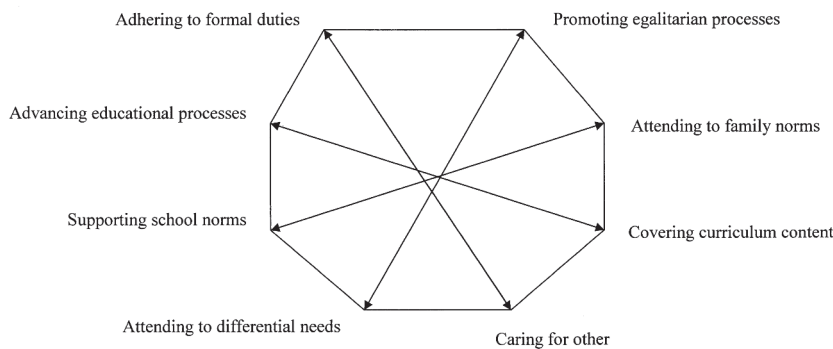 Adhering to formal duties
Promoting egalitarian processes
Advancing educational processes
Attending to family norms
Supporting school norms
Covering curriculum content
Attending to differential needs
Caring for other